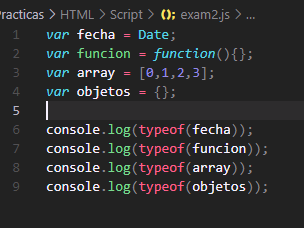 Practicas > HTML > Script > JS exam2.js > ...
1 var fecha = Date;
2 var funcion = function(){};
3 var array = [0,1,2,3];
4 var objetos = {};
5
6 console.log(typeof(fecha));
7 console.log(typeof(funcion));
8 console.log(typeof(array));
9 console.log(typeof(objetos));